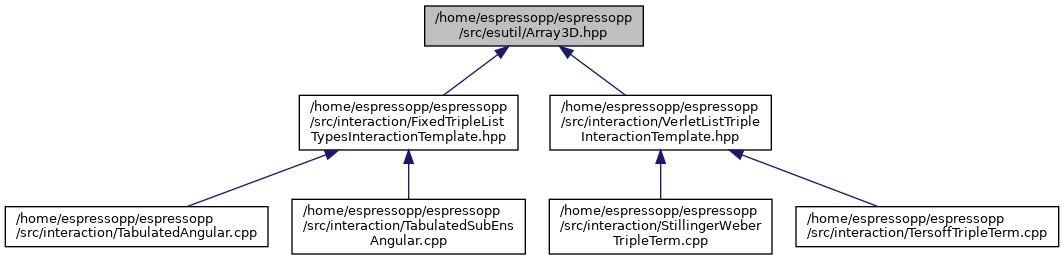 /home/espressopp/espressopp
/src/esutil/Array3D.hpp
/home/espressopp/espressopp
/src/interaction/FixedTripleList
TypesInteractionTemplate.hpp
/home/espressopp/espressopp
/src/interaction/VerletListTriple
InteractionTemplate.hpp
/home/espressopp/espressopp
/src/interaction/TabulatedAngular.cpp
/home/espressopp/espressopp
/src/interaction/TabulatedSubEns
Angular.cpp
/home/espressopp/espressopp
/src/interaction/StillingerWeber
TripleTerm.cpp
/home/espressopp/espressopp
/src/interaction/TersoffTripleTerm.cpp